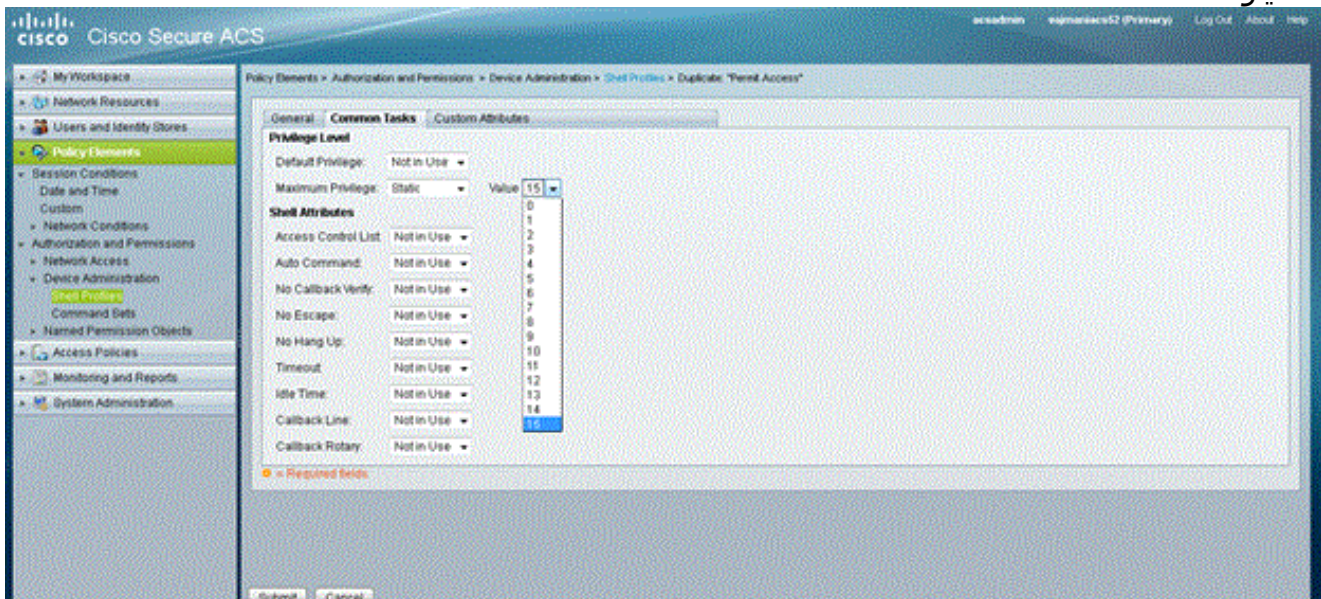 cisco Cisco Secure ACS
acsadmin (Primary) Log Out About Help
My Workspace
Network Resources
Users and Identity Stores
Policy Elements
Session Conditions
Date and Time
Custom
Network Conditions
Authorization and Permissions
Network Access
Device Administration
Shell Profiles
Command Sets
Named Permission Objects
Access Policies
Monitoring and Reports
System Administration
Policy Elements > Authorization and Permissions > Device Administration > Shell Profiles > Duplicate: "Permit Access"
General Common Tasks Custom Attributes
Privilege Level
Default Privilege: Not in Use
Maximum Privilege: Static Value 15
0
1
2
3
4
5
6
7
8
9
10
11
12
13
14
15
Shell Attributes
Access Control List: Not in Use
Auto Command: Not in Use
No Callback Verify: Not in Use
No Escape: Not in Use
No Hang Up: Not in Use
Timeout: Not in Use
Idle Time: Not in Use
Callback Line: Not in Use
Callback Rotary: Not in Use
= Required fields
Submit Cancel